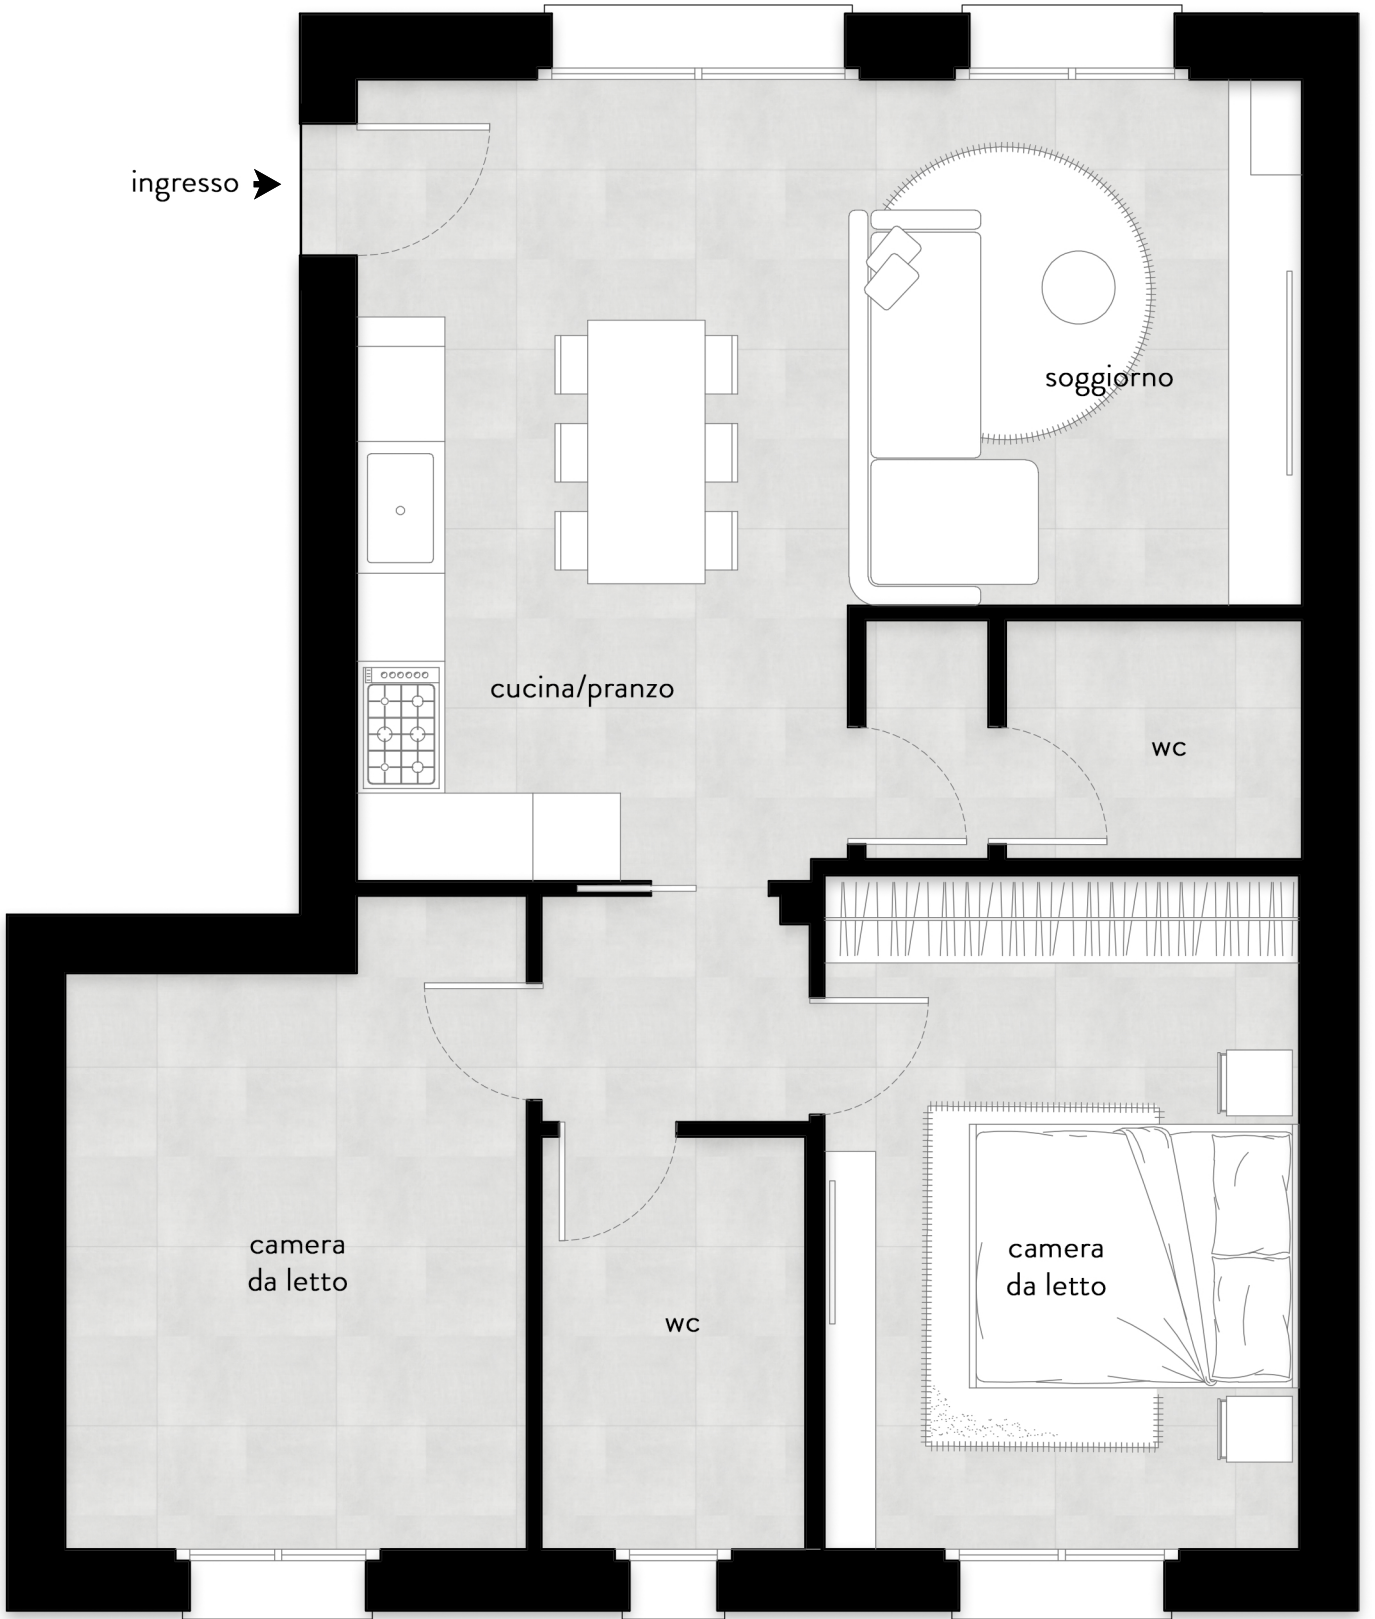 ingresso
soggiorno
cucina/pranzo
wc
camera
da letto
camera
da letto
wc